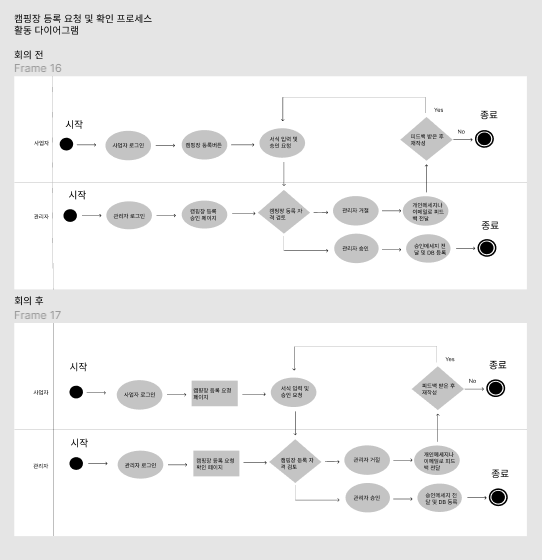 캠핑장 등록 요청 및 확인 프로세스
활동 다이어그램
회의 전
Frame 16
사업자
시작
사업자 로그인
캠핑장 등록버튼
서식 입력 및
승인 요청
Yes
피드백 받은 후
재작성
No
종료
관리자
시작
관리자 로그인
캠핑장 등록
승인 페이지
캠핑장 등록 자
격 검토
관리자 거절
개인메세지나
이메일로 피드
백 전달
관리자 승인
승인메세지 전
달 및 DB 등록
종료
회의 후
Frame 17
사업자
시작
사업자 로그인
캠핑장 등록 요청
페이지
서식 입력 및
승인 요청
Yes
피드백 받은 후
재작성
No
종료
관리자
시작
관리자 로그인
캠핑장 등록 요청
확인 페이지
캠핑장 등록 자
격 검토
관리자 거절
개인메세지나
이메일로 피드
백 전달
관리자 승인
승인메세지 전
달 및 DB 등록
종료